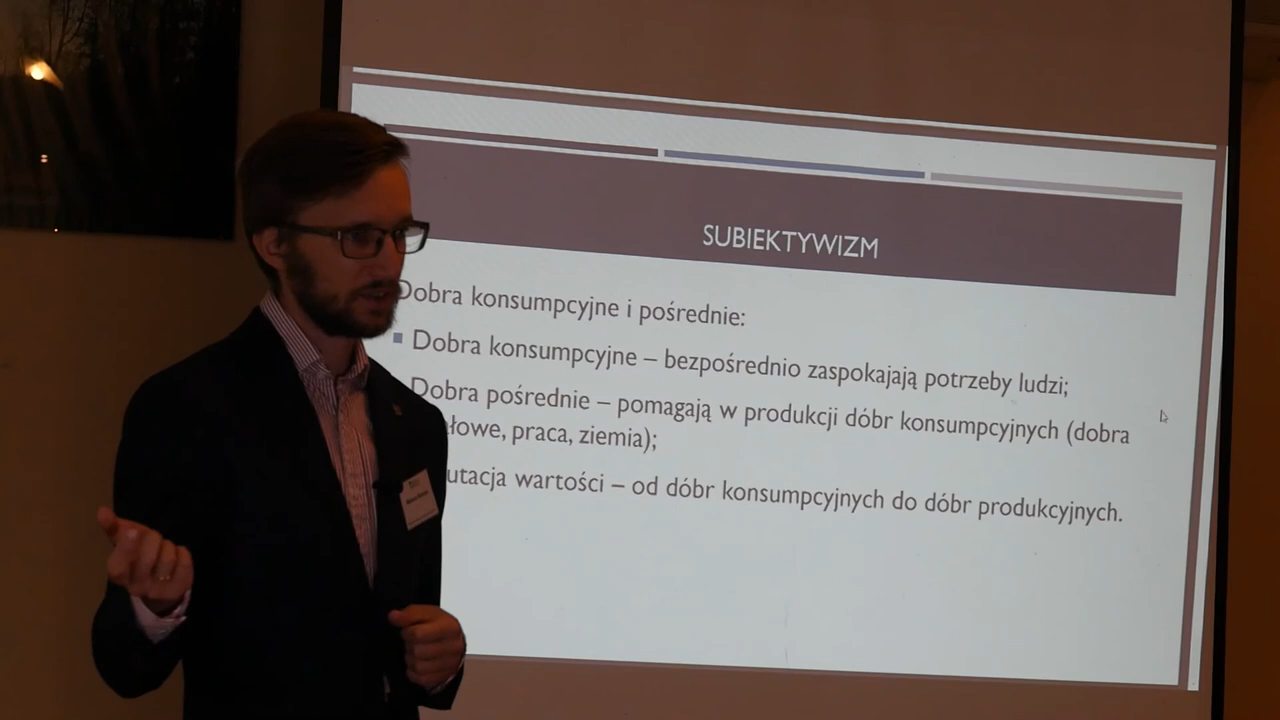 SUBIEKTYWIZM
Dobra konsumpcyjne i pośrednie:
Dobra konsumpcyjne – bezpośrednio zaspokajają potrzeby ludzi;
Dobra pośrednie – pomagają w produkcji dóbr konsumpcyjnych (dobra
łowe, praca, ziemia);
utacja wartości – od dóbr konsumpcyjnych do dóbr produkcyjnych.